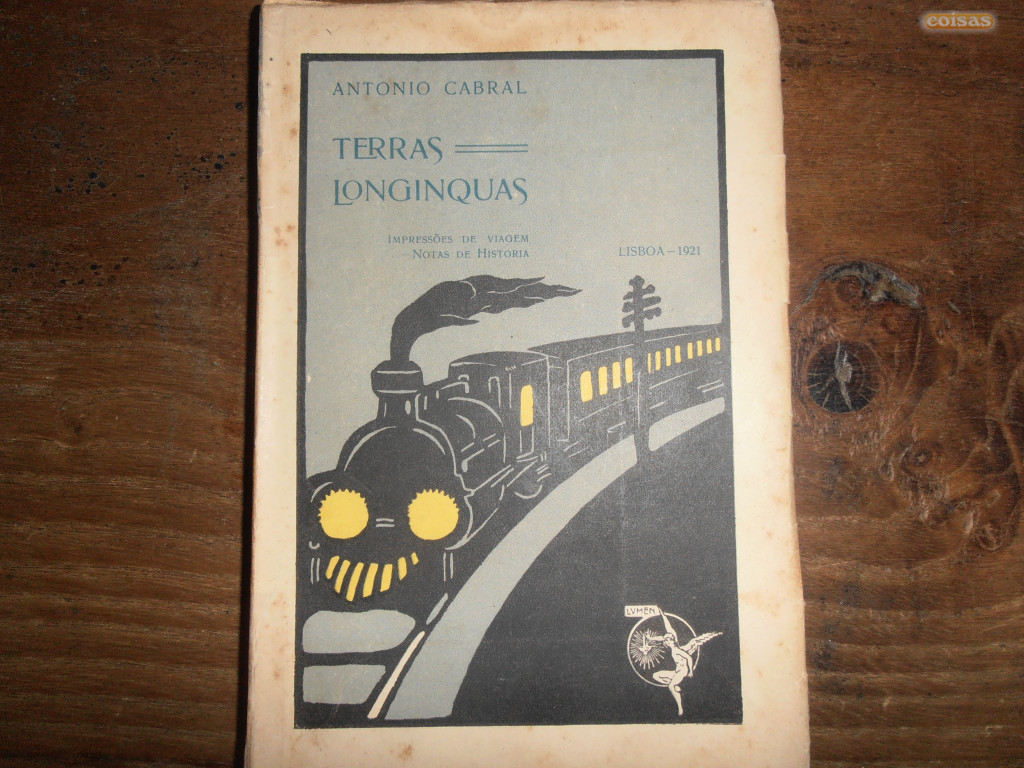 coisas
ANTONIO CABRAL
TERRAS
LONGINQUAS
IMPRESSÕES DE VIAGEM
NOTAS DE HISTORIA
LISBOA – 1921
LVMEN